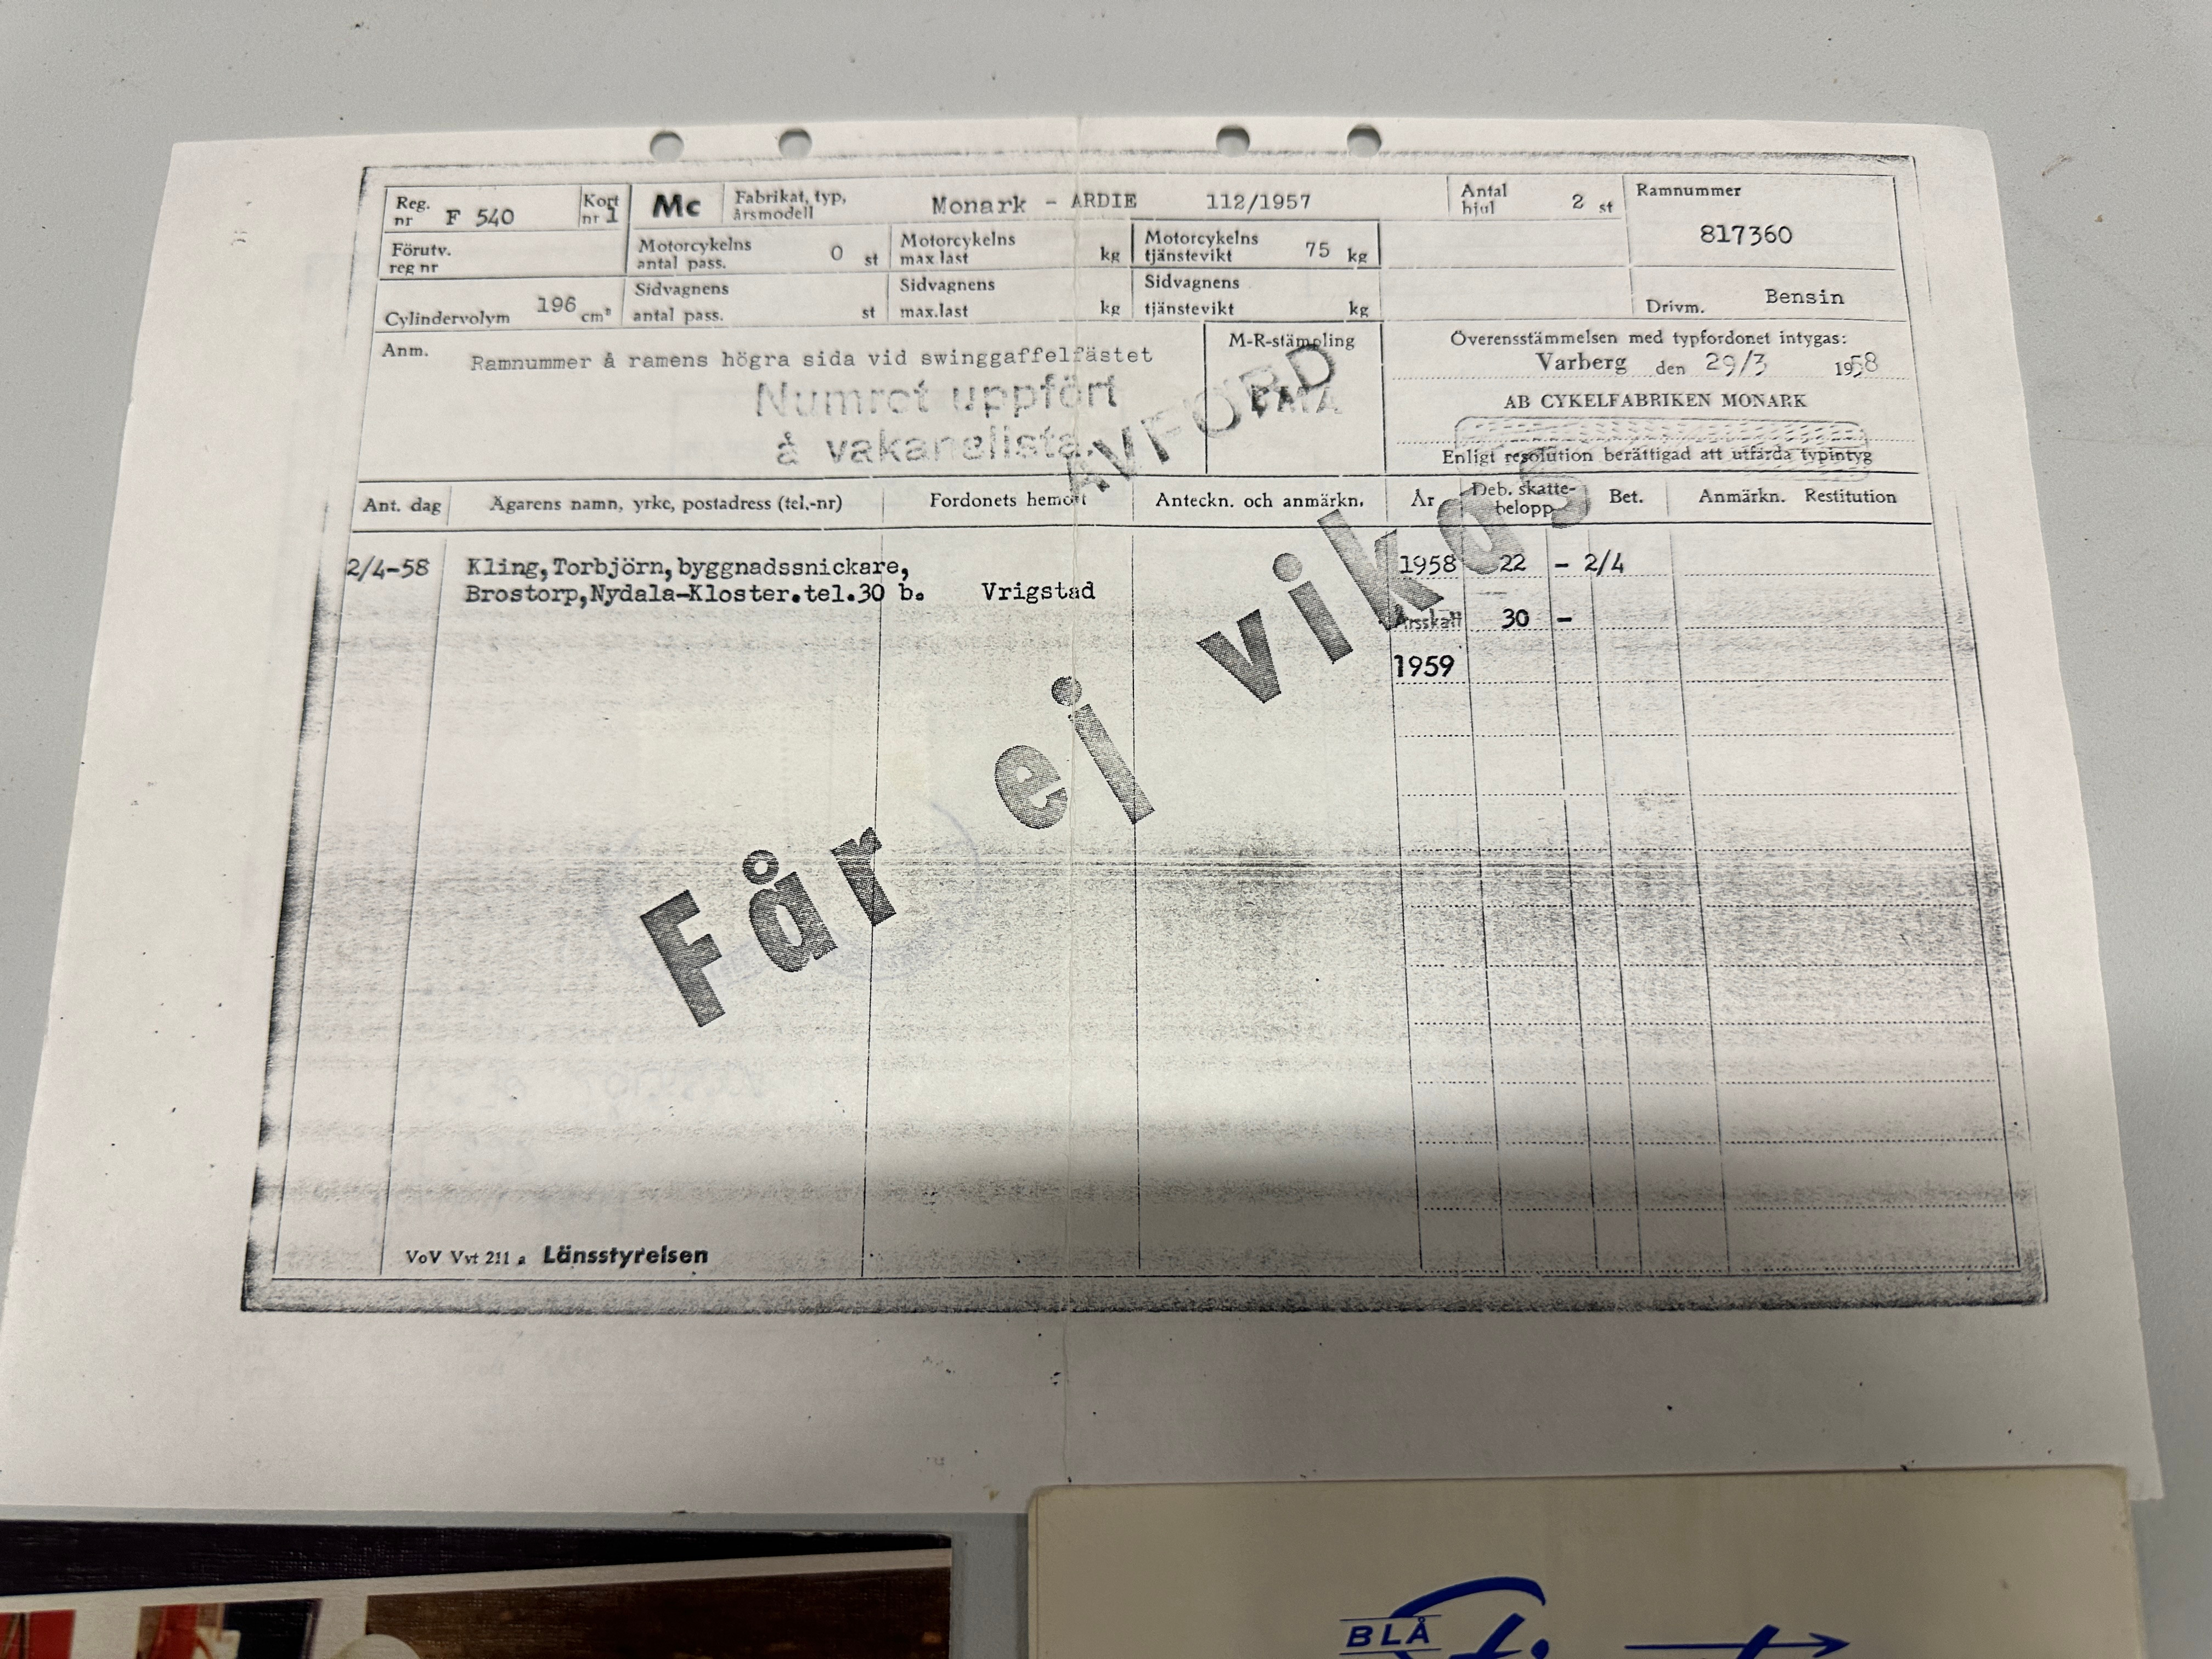 Reg. nr F 540
Kort nr 1
Mc
Fabrikat, typ, årsmodell
Monark - ARDIE 112/1957
Antal hjul 2 st
Ramnummer
817360
Förutv. reg nr
Motorcykelns antal pass. 0 st
Motorcykelns max last kg
Motorcykelns tjänstevikt 75 kg
Cylindervolym 196 cm³
Sidvagnens antal pass. st
Sidvagnens max.last kg
Sidvagnens tjänstevikt kg
Drivm. Bensin
Anm. Ramnummer å ramens högra sida vid swinggaffelfästet
Numret uppfört
å vakanslista.
M-R-stämpling
AVFÖRD
Överensstämmelsen med typfordonet intygas:
Varberg den 29/3 1958
AB CYKELFABRIKEN MONARK
Enligt resolution berättigad att utfärda typintyg
Ant. dag
Ägarens namn, yrke, postadress (tel.-nr)
Fordonets hemort
Anteckn. och anmärkn.
År
Deb. skatte-belopp
Bet.
Anmärkn. Restitution
2/4-58 Kling,Torbjörn,byggnadssnickare,
Brostorp,Nydala-Kloster.tel.30 b.
Vrigstad
1958 22 - 2/4
Årsskatt 30 -
1959
Får ej vikas
VoV Vvt 211 a Länsstyrelsen
BLÅ